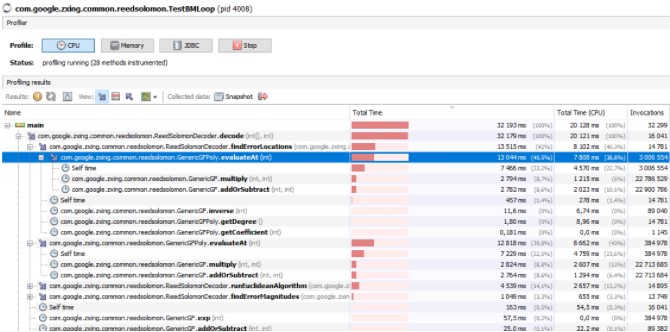 com.google.zxing.common.reedsolomon.TestBMLoop (pid 4008)
Profiler
Profile: CPU Memory JDBC Stop
Status: profiling running (28 methods instrumented)
Profiling results
Results: View: Collected data: Snapshot
Name Total Time Total Time (CPU) Invocations
main 32 193 ms (100%) 20 128 ms (100%) 32 299
com.google.zxing.common.reedsolomon.ReedSolomonDecoder.decode (int[], int) 32 179 ms (100%) 20 121 ms (100%) 16 041
com.google.zxing.common.reedsolomon.ReedSolomonDecoder.findErrorLocations (com.google 13 515 ms (42%) 8 102 ms (40,3%) 14 781
com.google.zxing.common.reedsolomon.GenericGFPoly.evaluateAt (int) 13 044 ms (40,5%) 7 808 ms (38,8%) 3 006 554
Self time 7 466 ms (23,2%) 4 570 ms (22,7%) 3 006 554
com.google.zxing.common.reedsolomon.GenericGF.multiply (int, int) 2 794 ms (8,7%) 1 215 ms (6%) 22 786 529
com.google.zxing.common.reedsolomon.GenericGF.addOrSubtract (int, int) 2 782 ms (8,6%) 2 023 ms (10,1%) 22 900 786
Self time 457 ms (1,4%) 278 ms (1,4%) 14 781
com.google.zxing.common.reedsolomon.GenericGF.inverse (int) 11,6 ms (0%) 6,74 ms (0%) 89 040
com.google.zxing.common.reedsolomon.GenericGFPoly.getDegree () 1,80 ms (0%) 8,96 ms (0%) 14 781
com.google.zxing.common.reedsolomon.GenericGFPoly.getCoefficient (int) 0,181 ms (0%) 0,0 ms (0%) 1 145
com.google.zxing.common.reedsolomon.GenericGFPoly.evaluateAt (int) 12 818 ms (39,8%) 8 662 ms (43%) 384 978
Self time 7 229 ms (22,5%) 4 759 ms (23,6%) 384 978
com.google.zxing.common.reedsolomon.GenericGF.multiply (int, int) 2 824 ms (8,8%) 2 607 ms (13%) 22 713 685
com.google.zxing.common.reedsolomon.GenericGF.addOrSubtract (int, int) 2 764 ms (8,6%) 1 294 ms (6,4%) 22 713 685
com.google.zxing.common.reedsolomon.ReedSolomonDecoder.runEuclideanAlgorithm (com.goo 4 539 ms (14,1%) 2 657 ms (13,2%) 14 895
com.google.zxing.common.reedsolomon.ReedSolomonDecoder.findErrorMagnitudes (com.google 1 049 ms (3,3%) 655 ms (3,3%) 13 749
Self time 163 ms (0,5%) 54,5 ms (0,3%) 16 041
com.google.zxing.common.reedsolomon.GenericGF.exp (int) 57,5 ms (0,2%) 0,0 ms (0%) 384 978
com.google.zxing.common.reedsolomon.GenericGF.addOrSubtract (int, int) 25,0 ms (0,1%) 22,2 ms (0,1%)